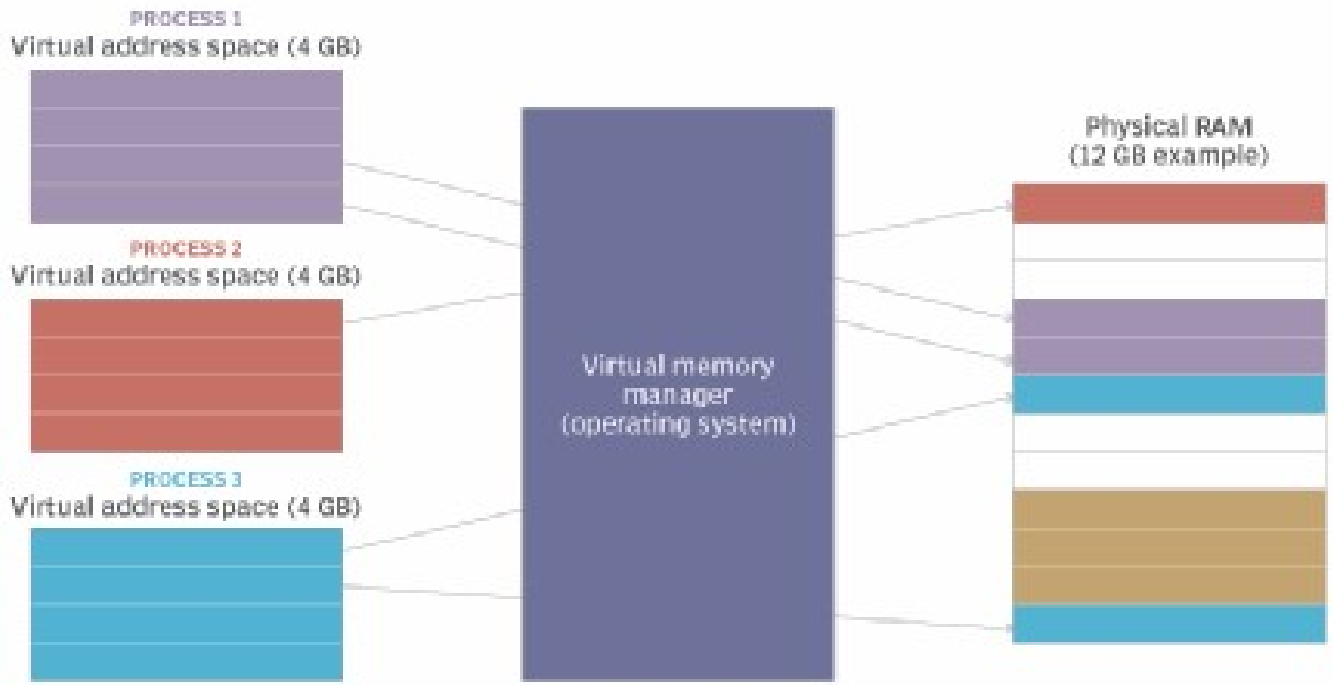 PROCESS 1
Virtual address space (4 GB)
PROCESS 2
Virtual address space (4 GB)
PROCESS 3
Virtual address space (4 GB)
Virtual memory
manager
(operating system)
Physical RAM
(12 GB example)